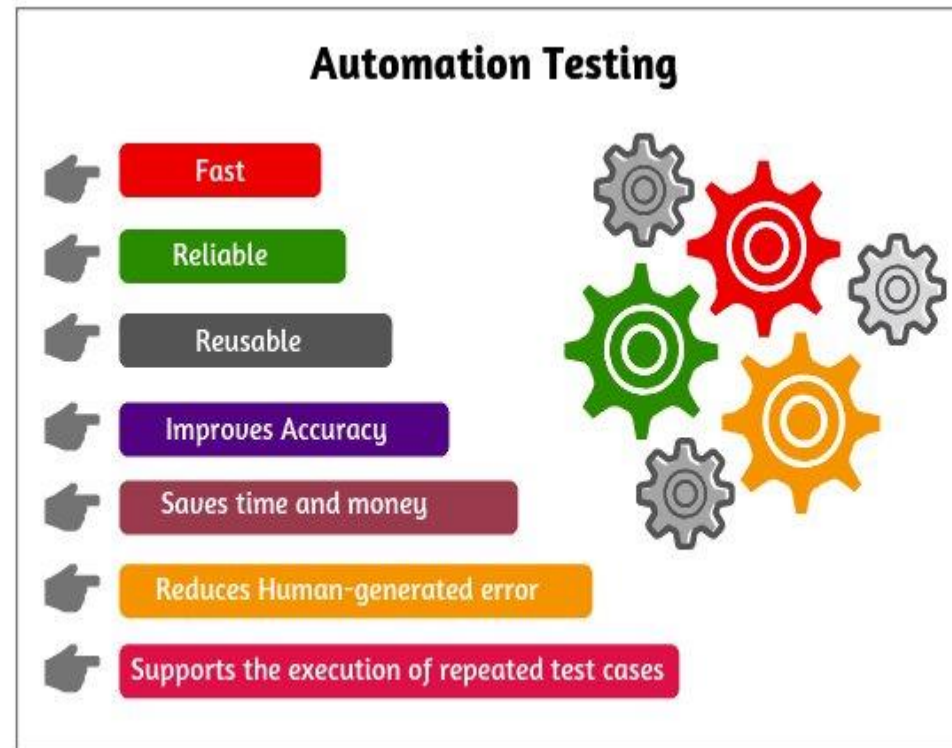 Automation Testing
Fast
Reliable
Reusable
Improves Accuracy
Saves time and money
Reduces Human-generated error
Supports the execution of repeated test cases